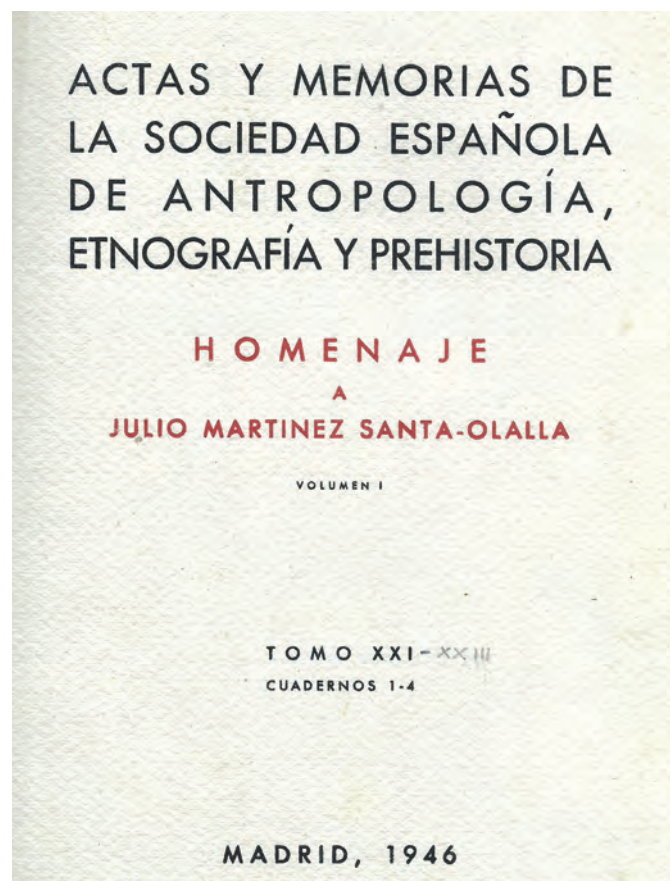 ACTAS Y MEMORIAS DE
LA SOCIEDAD ESPAÑOLA
DE ANTROPOLOGÍA,
ETNOGRAFÍA Y PREHISTORIA
HOMENAJE
A
JULIO MARTINEZ SANTA-OLALLA
VOLUMEN I
TOMO XXI-XXIII
CUADERNOS 1-4
MADRID, 1946